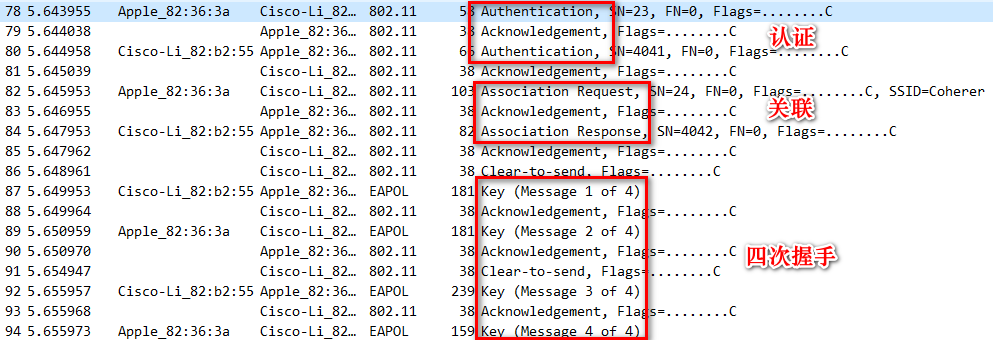 78 5.643955 Apple_82:36:3a Cisco-Li_82… 802.11 58 Authentication, SN=23, FN=0, Flags=........C
79 5.644038 Apple_82:36… 802.11 38 Acknowledgement, Flags=........C
认证
80 5.644958 Cisco-Li_82:b2:55 Apple_82:36… 802.11 65 Authentication, SN=4041, FN=0, Flags=........C
81 5.645039 Cisco-Li_82… 802.11 38 Acknowledgement, Flags=........C
82 5.645953 Apple_82:36:3a Cisco-Li_82… 802.11 103 Association Request, SN=24, FN=0, Flags=........C, SSID=Coherer
83 5.646955 Apple_82:36… 802.11 38 Acknowledgement, Flags=........C
关联
84 5.647953 Cisco-Li_82:b2:55 Apple_82:36… 802.11 82 Association Response, SN=4042, FN=0, Flags=........C
85 5.647962 Cisco-Li_82… 802.11 38 Acknowledgement, Flags=........C
86 5.648961 Cisco-Li_82… 802.11 38 Clear-to-send, Flags=........C
87 5.649953 Cisco-Li_82:b2:55 Apple_82:36… EAPOL 181 Key (Message 1 of 4)
88 5.649964 Cisco-Li_82… 802.11 38 Acknowledgement, Flags=........C
89 5.650959 Apple_82:36:3a Cisco-Li_82… EAPOL 181 Key (Message 2 of 4)
90 5.650970 Apple_82:36… 802.11 38 Acknowledgement, Flags=........C
四次握手
91 5.654947 Cisco-Li_82… 802.11 38 Clear-to-send, Flags=........C
92 5.655957 Cisco-Li_82:b2:55 Apple_82:36… EAPOL 239 Key (Message 3 of 4)
93 5.655968 Cisco-Li_82… 802.11 38 Acknowledgement, Flags=........C
94 5.655973 Apple_82:36:3a Cisco-Li_82… EAPOL 159 Key (Message 4 of 4)